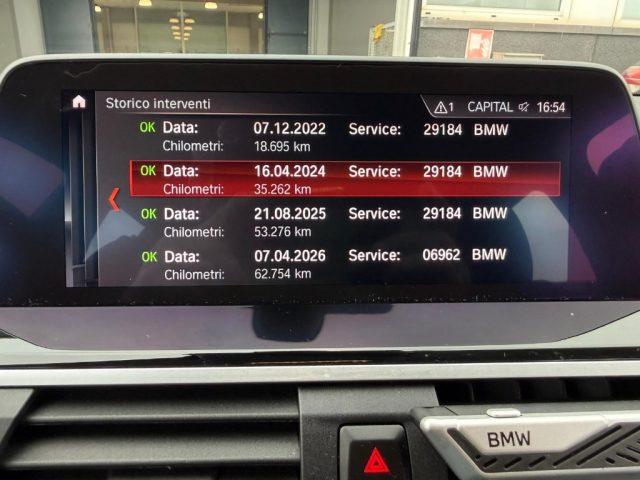 Storico interventi
1 CAPITAL 16:54
OK Data: 07.12.2022 Service: 29184 BMW
Chilometri: 18.695 km
OK Data: 16.04.2024 Service: 29184 BMW
Chilometri: 35.262 km
OK Data: 21.08.2025 Service: 29184 BMW
Chilometri: 53.276 km
OK Data: 07.04.2026 Service: 06962 BMW
Chilometri: 62.754 km
BMW